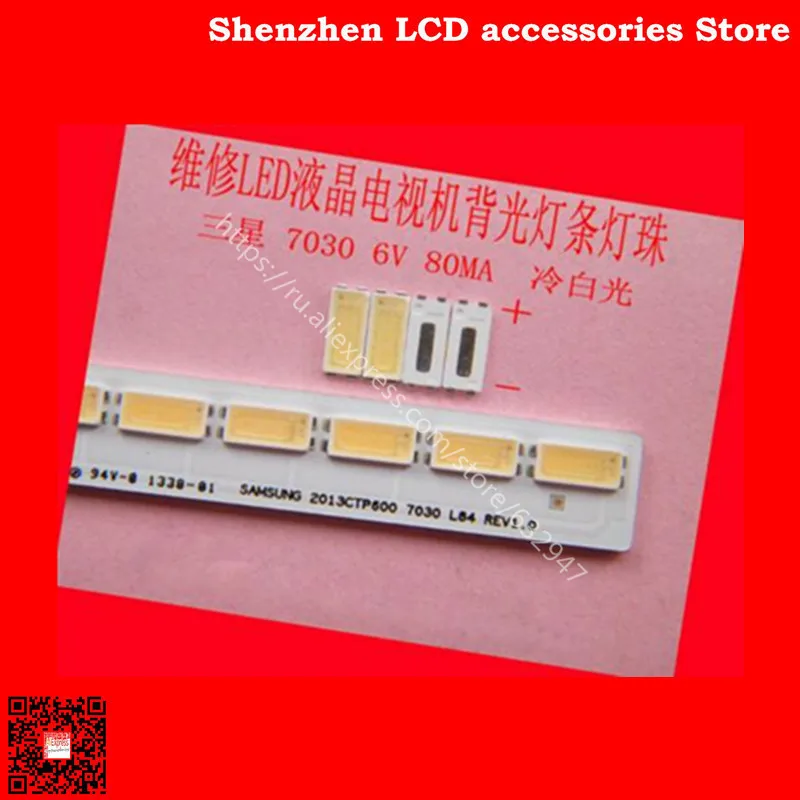 Shenzhen LCD accessories Store
维修LED液晶电视机背光灯条灯珠
三星 7030 6V 80MA 冷白光
+
−
https://ru.aliexpress.com/store/632947
94V-0 1338-01 SAMSUNG 2013CTP600 7030 L64 REV1.0
AliExpress